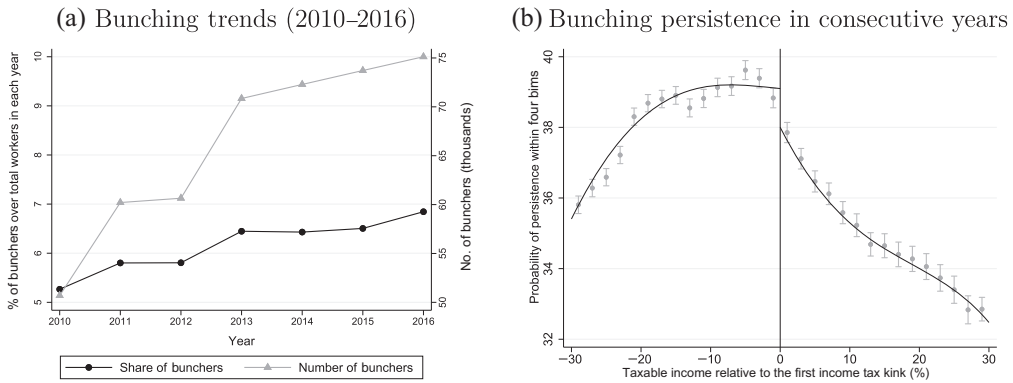 (a) Bunching trends (2010–2016)
% of bunchers over total workers in each year
10
9
8
7
6
5
75
70
65
60
55
50
No. of bunchers (thousands)
2010 2011 2012 2013 2014 2015 2016
Year
Share of bunchers Number of bunchers
(b) Bunching persistence in consecutive years
Probability of persistence within four bims
40
38
36
34
32
−30 −20 −10 0 10 20 30
Taxable income relative to the first income tax kink (%)